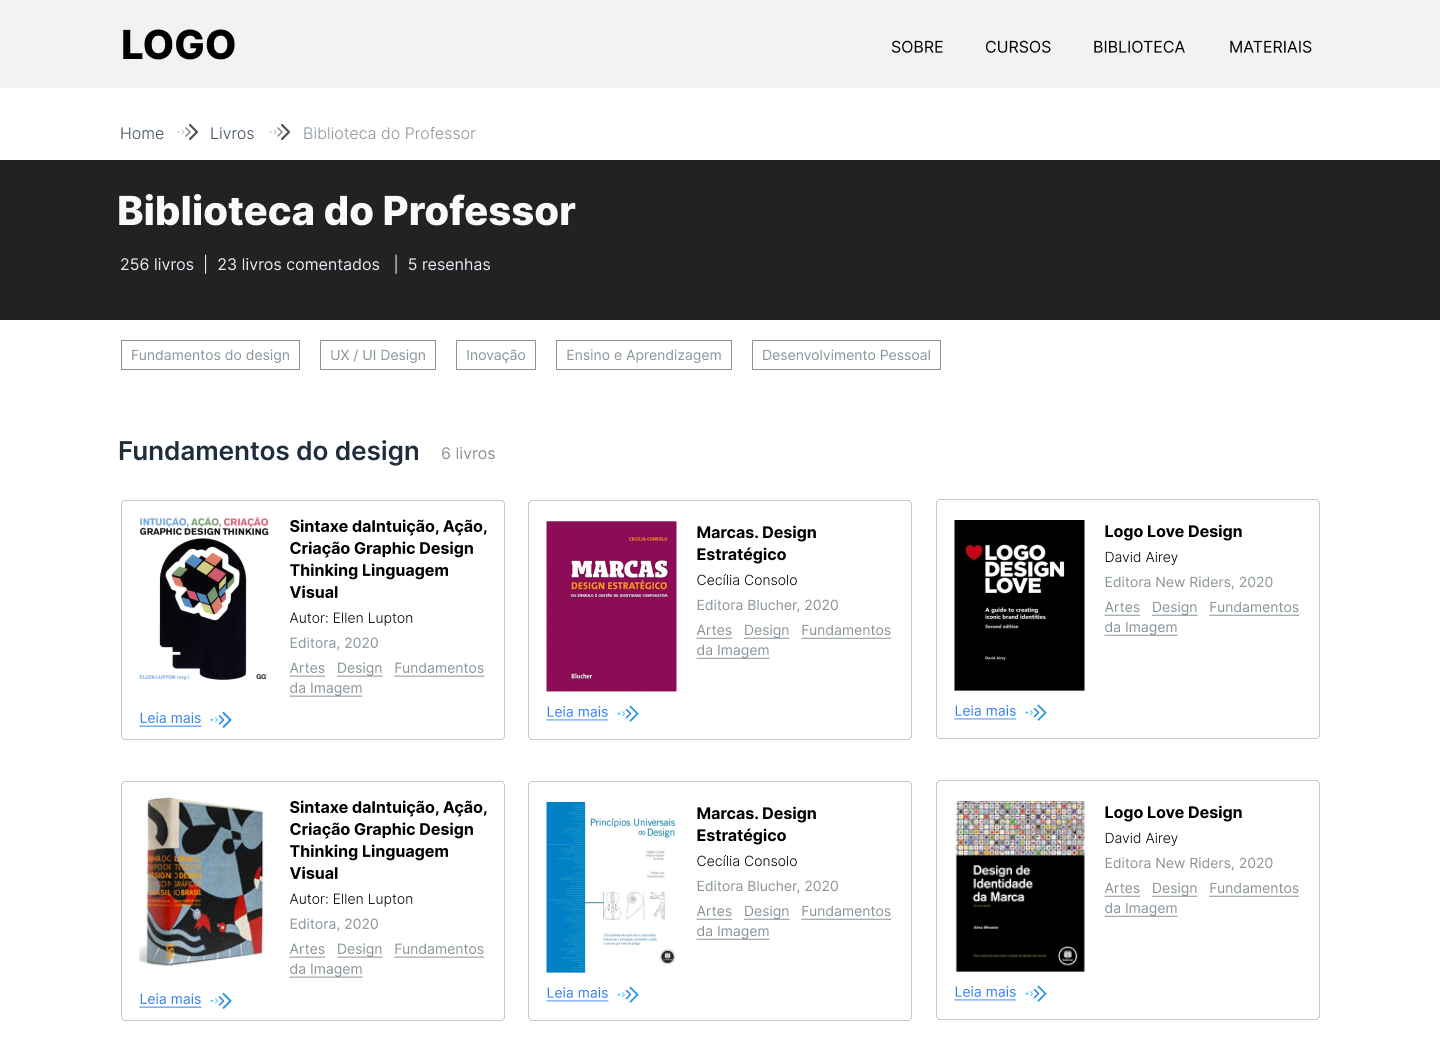 LOGO
SOBRE CURSOS BIBLIOTECA MATERIAIS
Home Livros Biblioteca do Professor
Biblioteca do Professor
256 livros | 23 livros comentados | 5 resenhas
Fundamentos do design UX / UI Design Inovação Ensino e Aprendizagem Desenvolvimento Pessoal
Fundamentos do design 6 livros
INTUIÇÃO, AÇÃO, CRIAÇÃO
GRAPHIC DESIGN THINKING
ELLEN LUPTON (org.) GG
Sintaxe daIntuição, Ação,
Criação Graphic Design
Thinking Linguagem
Visual
Autor: Ellen Lupton
Editora, 2020
Artes Design Fundamentos
da Imagem
Leia mais
CECILIA CONSOLO
MARCAS
DESIGN ESTRATÉGICO
DO SÍMBOLO À GESTÃO DA IDENTIDADE CORPORATIVA
Blucher
Marcas. Design
Estratégico
Cecília Consolo
Editora Blucher, 2020
Artes Design Fundamentos
da Imagem
Leia mais
LOGO
DESIGN
LOVE
A guide to creating
iconic brand identities
Second edition
David Airey
Logo Love Design
David Airey
Editora New Riders, 2020
Artes Design Fundamentos
da Imagem
Leia mais
Sintaxe daIntuição, Ação,
Criação Graphic Design
Thinking Linguagem
Visual
Autor: Ellen Lupton
Editora, 2020
Artes Design Fundamentos
da Imagem
Leia mais
Princípios Universais
do Design
Marcas. Design
Estratégico
Cecília Consolo
Editora Blucher, 2020
Artes Design Fundamentos
da Imagem
Leia mais
Design de
Identidade
da Marca
Alina Wheeler
Logo Love Design
David Airey
Editora New Riders, 2020
Artes Design Fundamentos
da Imagem
Leia mais